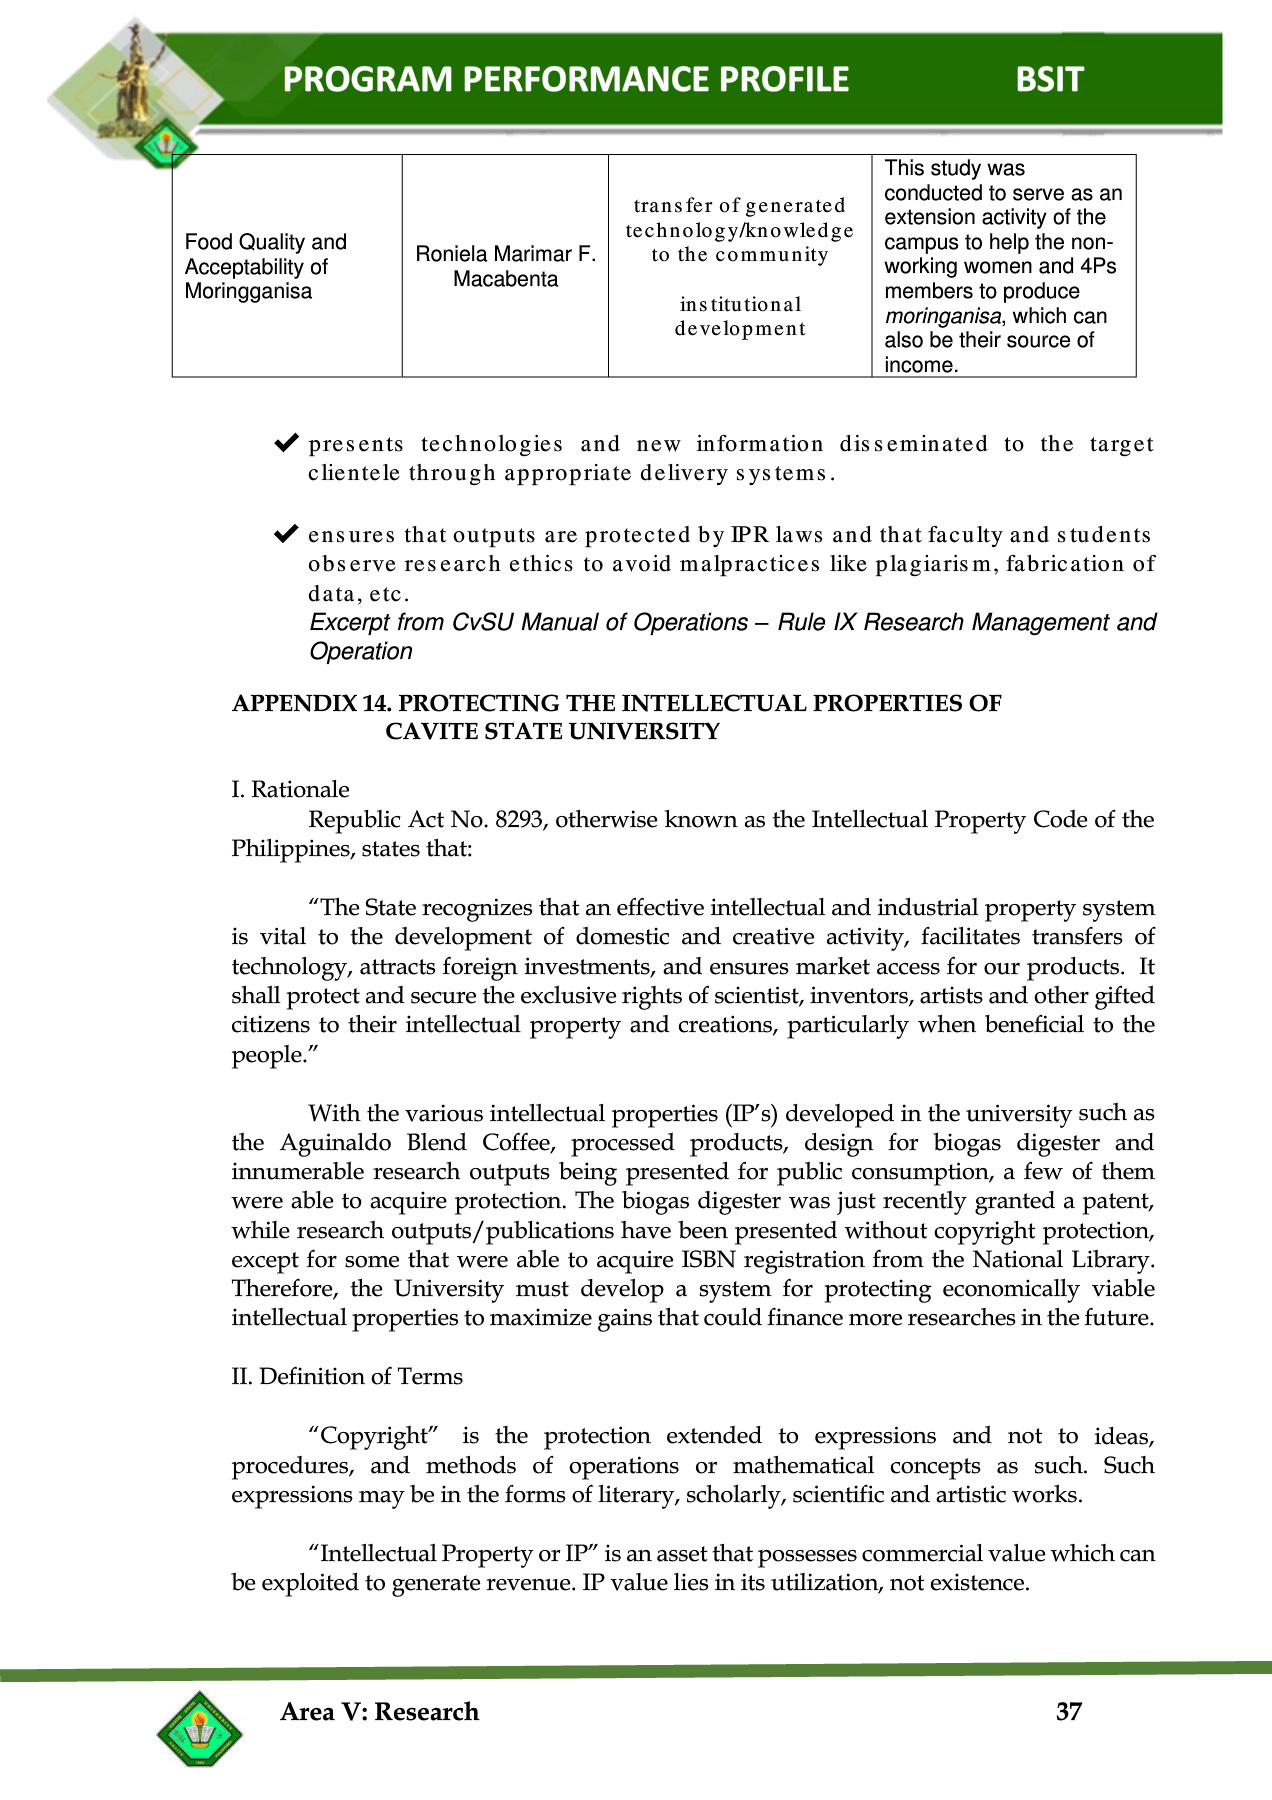 PROGRAM PERFORMANCE PROFILE BSIT
Food Quality and
Acceptability of
Moringganisa
Roniela Marimar F.
Macabenta
transfer of generated
technology/knowledge
to the community
institutional
development
This study was
conducted to serve as an
extension activity of the
campus to help the non-
working women and 4Ps
members to produce
moringanisa, which can
also be their source of
income.
✔ presents technologies and new information disseminated to the target
clientele through appropriate delivery systems.
✔ ensures that outputs are protected by IPR laws and that faculty and students
observe research ethics to avoid malpractices like plagiarism, fabrication of
data, etc.
Excerpt from CvSU Manual of Operations – Rule IX Research Management and
Operation
APPENDIX 14. PROTECTING THE INTELLECTUAL PROPERTIES OF
CAVITE STATE UNIVERSITY
I. Rationale
Republic Act No. 8293, otherwise known as the Intellectual Property Code of the
Philippines, states that:
“The State recognizes that an effective intellectual and industrial property system
is vital to the development of domestic and creative activity, facilitates transfers of
technology, attracts foreign investments, and ensures market access for our products. It
shall protect and secure the exclusive rights of scientist, inventors, artists and other gifted
citizens to their intellectual property and creations, particularly when beneficial to the
people.”
With the various intellectual properties (IP’s) developed in the university such as
the Aguinaldo Blend Coffee, processed products, design for biogas digester and
innumerable research outputs being presented for public consumption, a few of them
were able to acquire protection. The biogas digester was just recently granted a patent,
while research outputs/publications have been presented without copyright protection,
except for some that were able to acquire ISBN registration from the National Library.
Therefore, the University must develop a system for protecting economically viable
intellectual properties to maximize gains that could finance more researches in the future.
II. Definition of Terms
“Copyright” is the protection extended to expressions and not to ideas,
procedures, and methods of operations or mathematical concepts as such. Such
expressions may be in the forms of literary, scholarly, scientific and artistic works.
“Intellectual Property or IP” is an asset that possesses commercial value which can
be exploited to generate revenue. IP value lies in its utilization, not existence.
Area V: Research 37